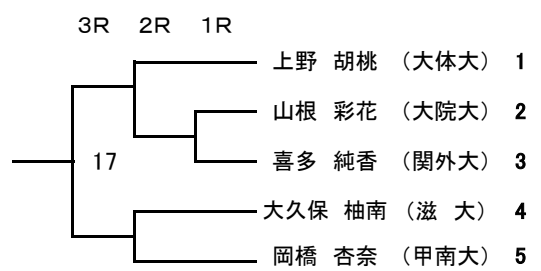 ３Ｒ ２Ｒ １Ｒ
上野 胡桃 （大体大） 1
山根 彩花 （大院大） 2
17
喜多 純香 （関外大） 3
大久保 柚南 （滋 大） 4
岡橋 杏奈 （甲南大） 5